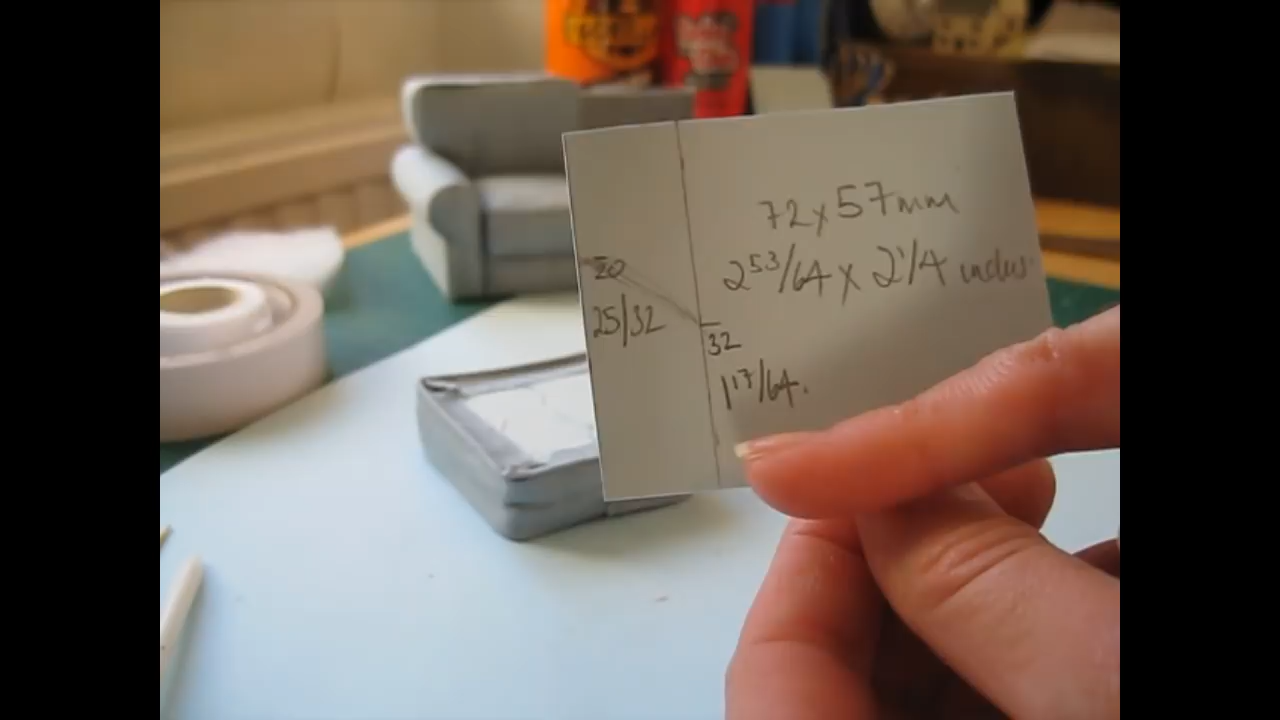 72 x 57mm
2 53/64 x 2 1/4 inches
20
25/32
32
1 17/64.